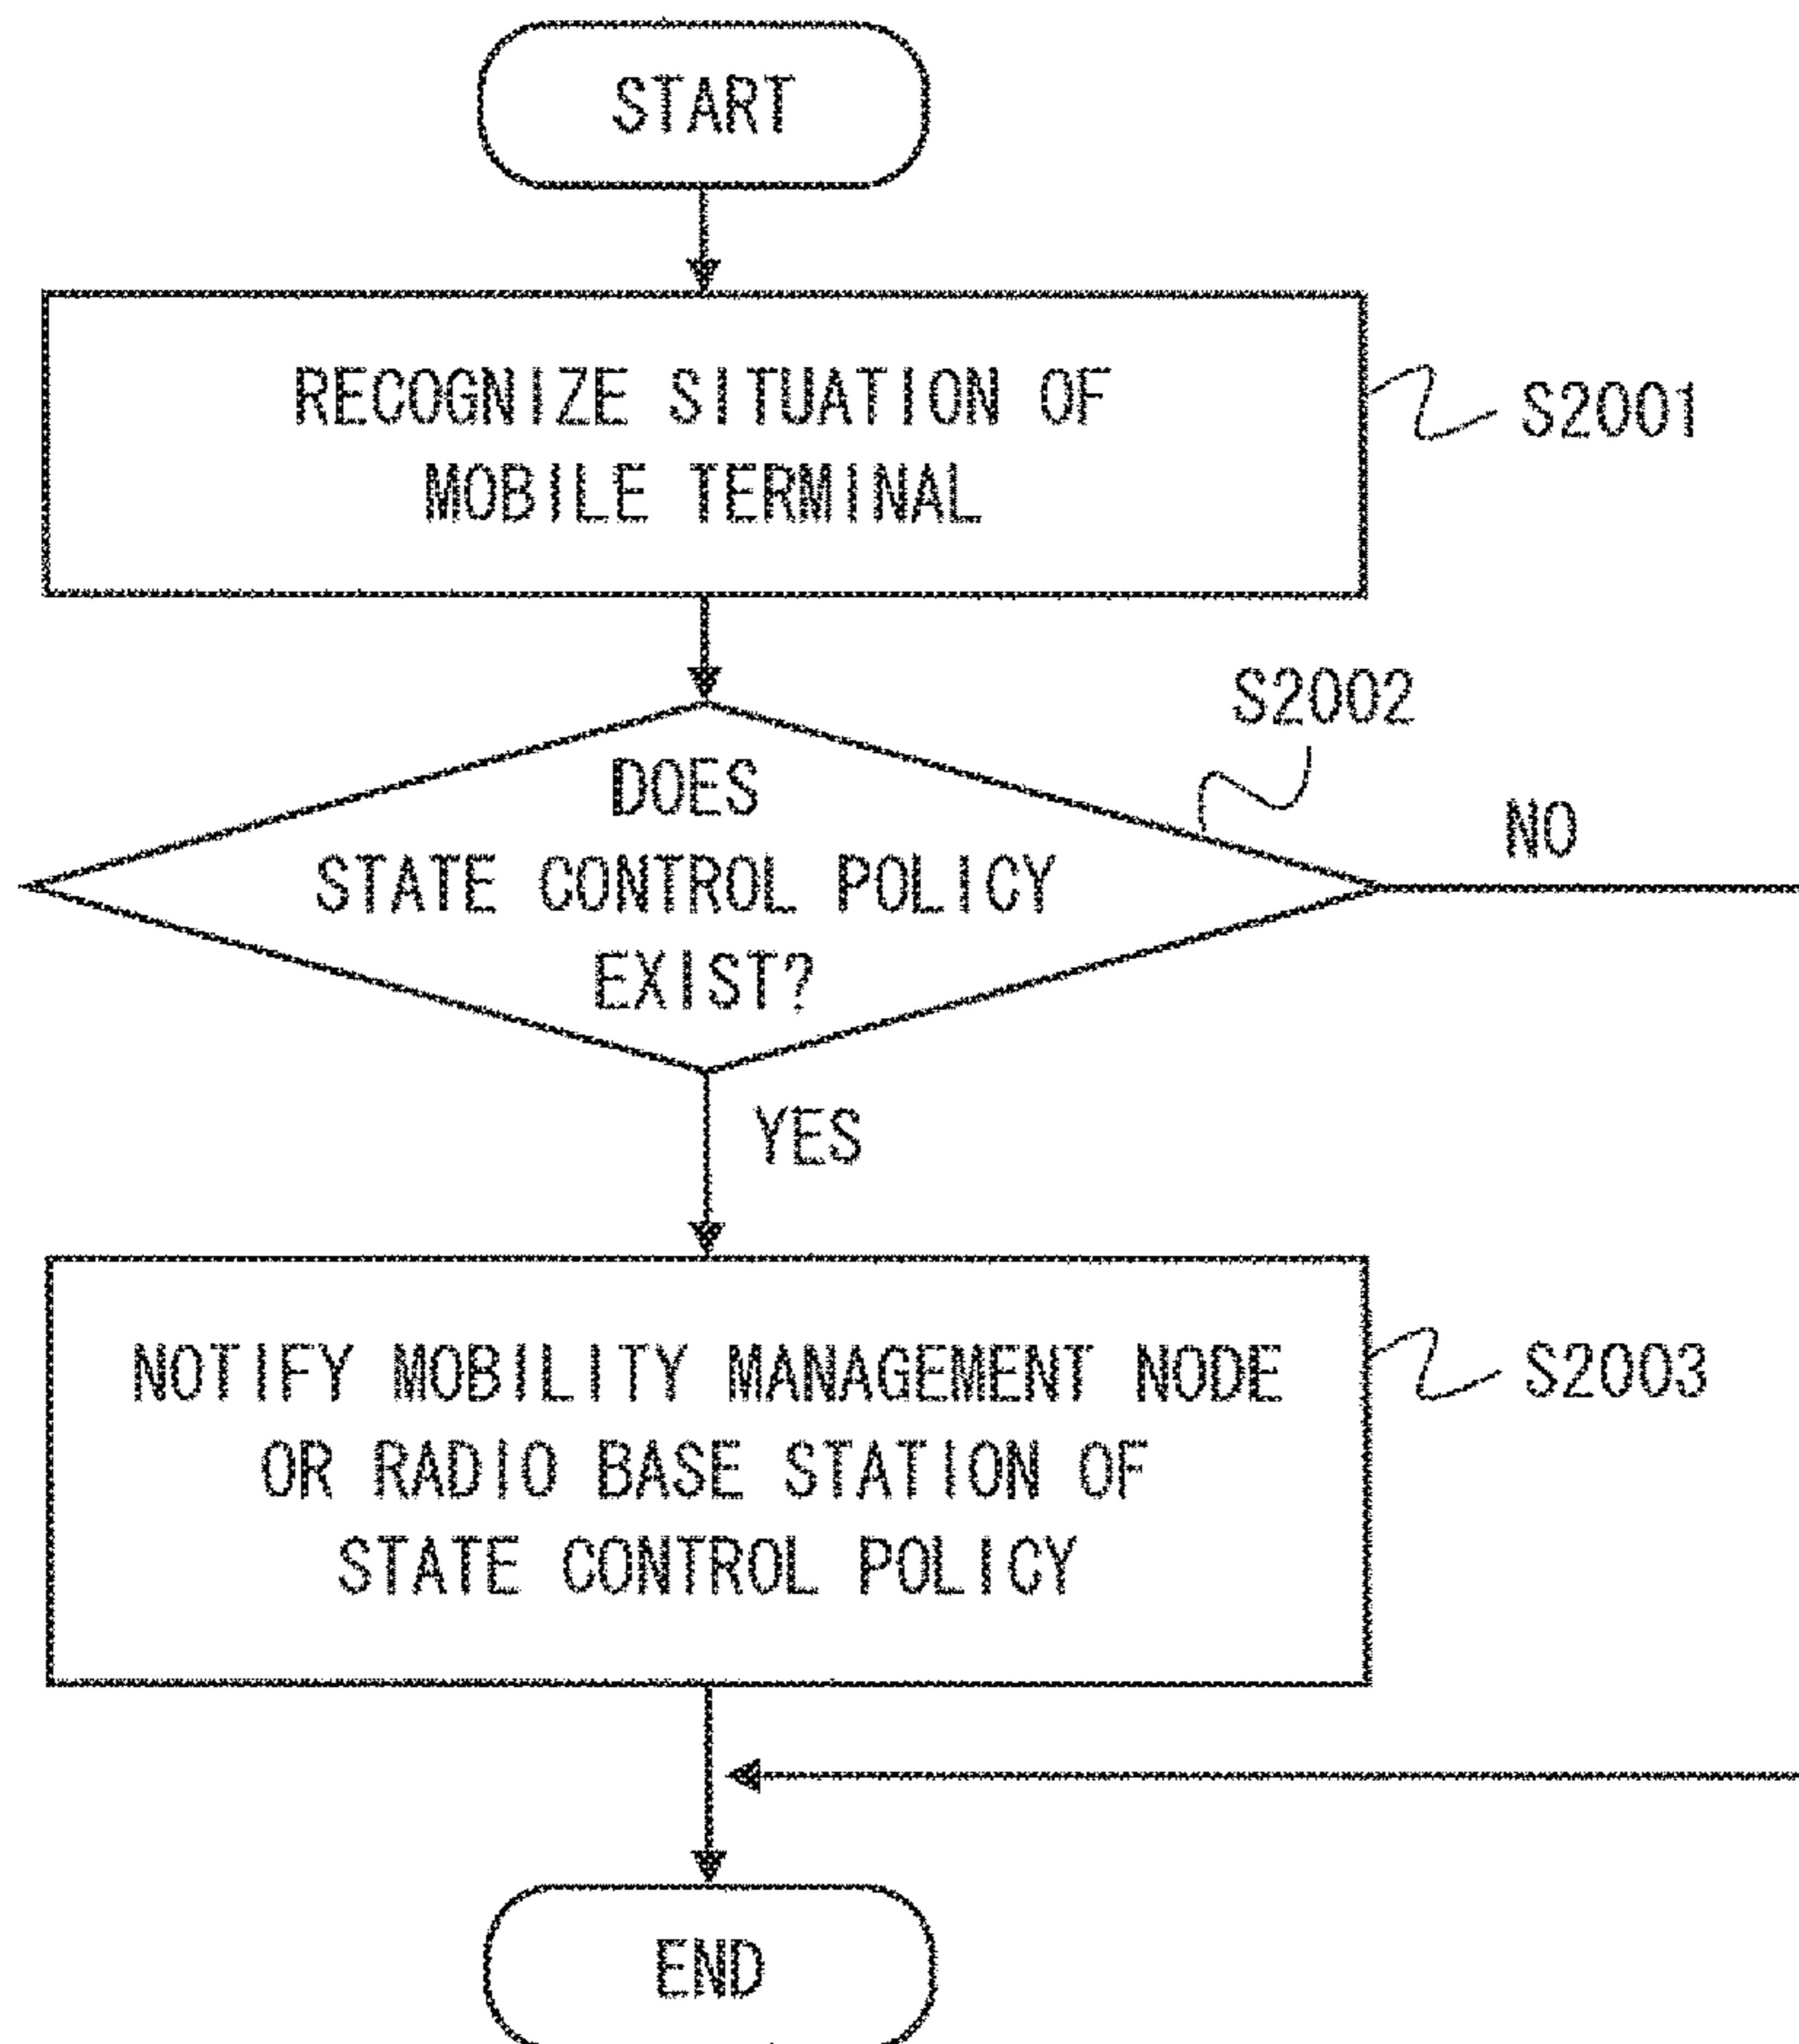 START
RECOGNIZE SITUATION OF
MOBILE TERMINAL
S2001
S2002
DOES
STATE CONTROL POLICY
EXIST?
NO
YES
NOTIFY MOBILITY MANAGEMENT NODE
OR RADIO BASE STATION OF
STATE CONTROL POLICY
S2003
END